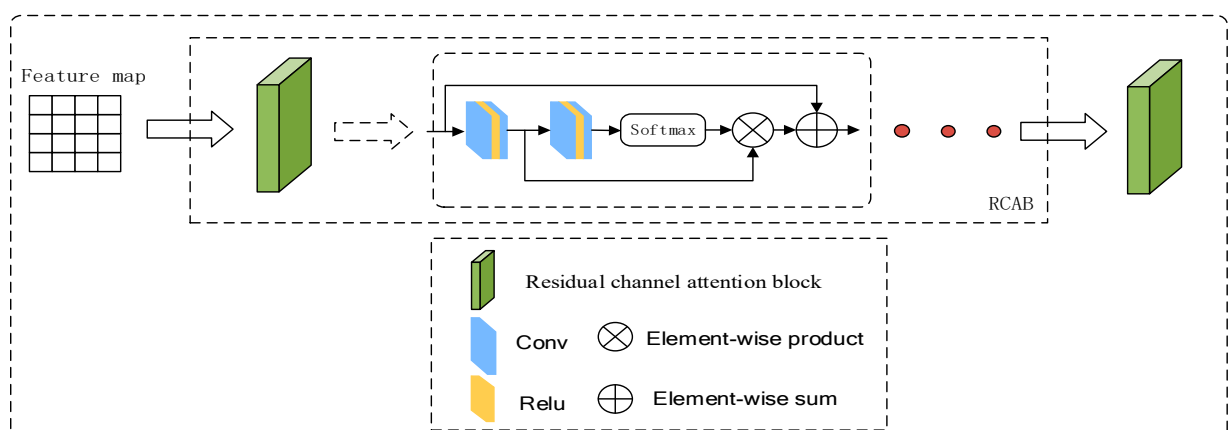 Feature map
Softmax
RCAB
Residual channel attention block
Conv
Element-wise product
Relu
Element-wise sum